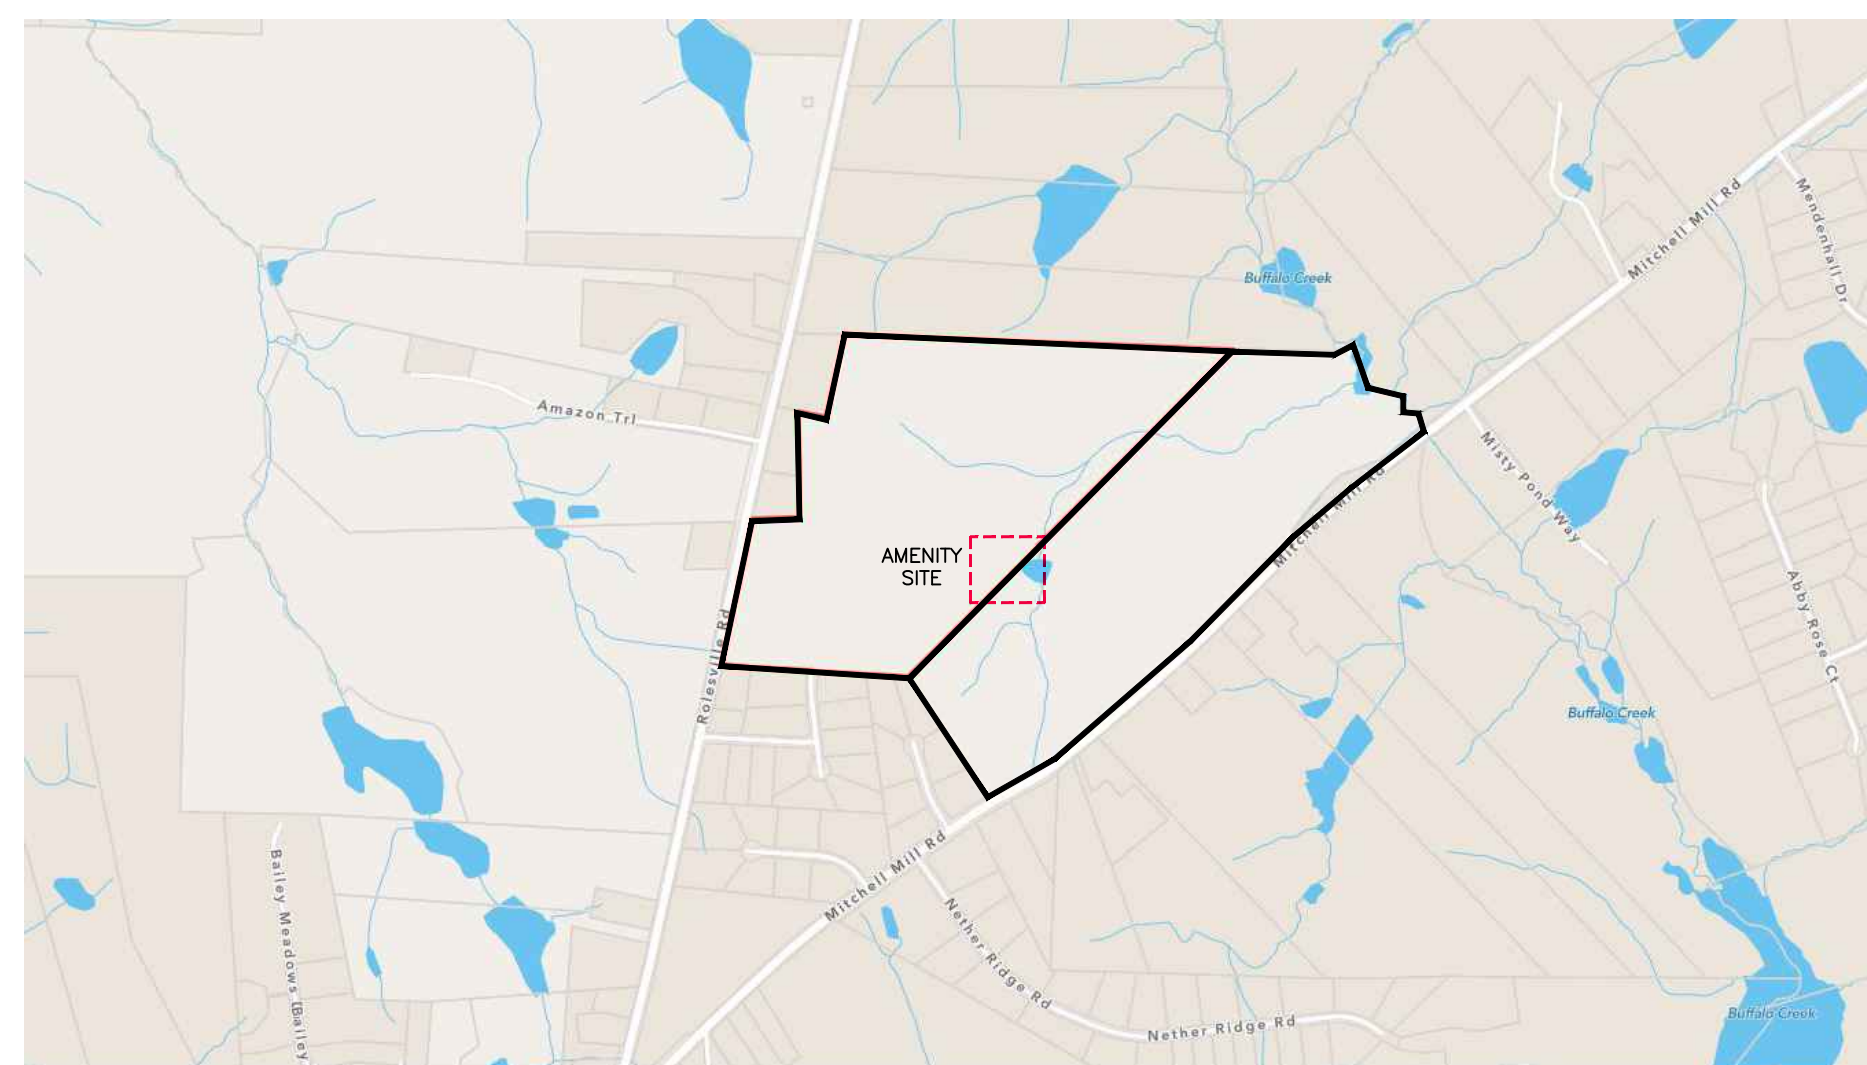 Mitchell Mill Rd
Mendenhall Dr
Buffalo Creek
Amazon Trl
Mitchell Mill Rd
Misty Pond Way
AMENITY
SITE
Rolesville Rd
Abby Rose Ct
Buffalo Creek
Mitchell Mill Rd
Bailey Meadows
Bailey
Nether Ridge Rd
Nether Ridge Rd
Buffalo Creek